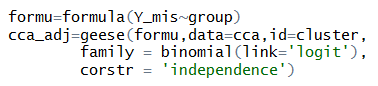 formu=formula(Y_mis~group)
cca_adj=geese(formu,data=cca,id=cluster,
family = binomial(link='logit'),
corstr = 'independence')